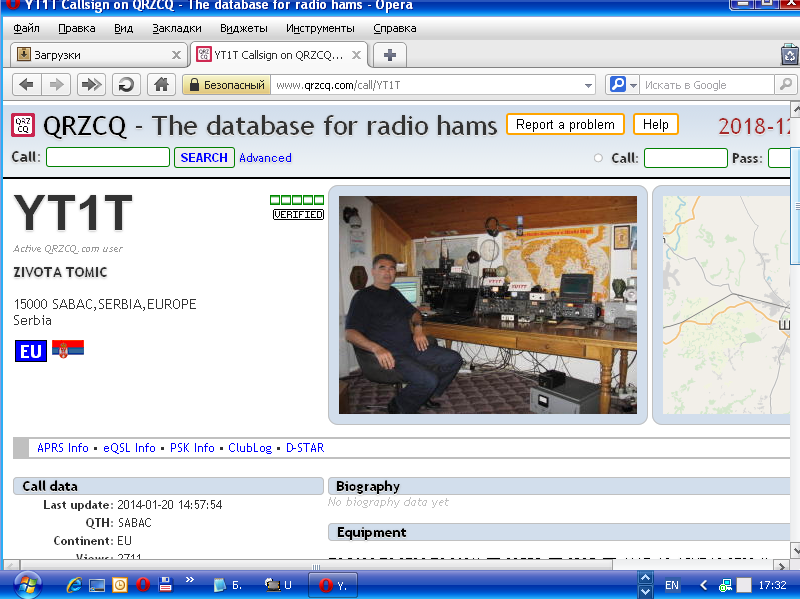 YT1T Callsign on QRZCQ - The database for radio hams - Opera
Файл Правка Вид Закладки Виджеты Инструменты Справка
Загрузки YT1T Callsign on QRZCQ...
Безопасный www.qrzcq.com/call/YT1T Искать в Google
QRZ CQ QRZCQ - The database for radio hams Report a problem Help 2018-12
Call: SEARCH Advanced Call: Pass:
YT1T
VERIFIED
Active QRZCQ.com user
ZIVOTA TOMIC
15000 SABAC,SERBIA,EUROPE
Serbia
EU
YT1T
APRS Info • eQSL Info • PSK Info • ClubLog • D-STAR
Call data Biography
Last update: 2014-01-20 14:57:54 No biography data yet
QTH: SABAC
Continent: EU Equipment
Views: 2711
Б. U Y. EN 17:32